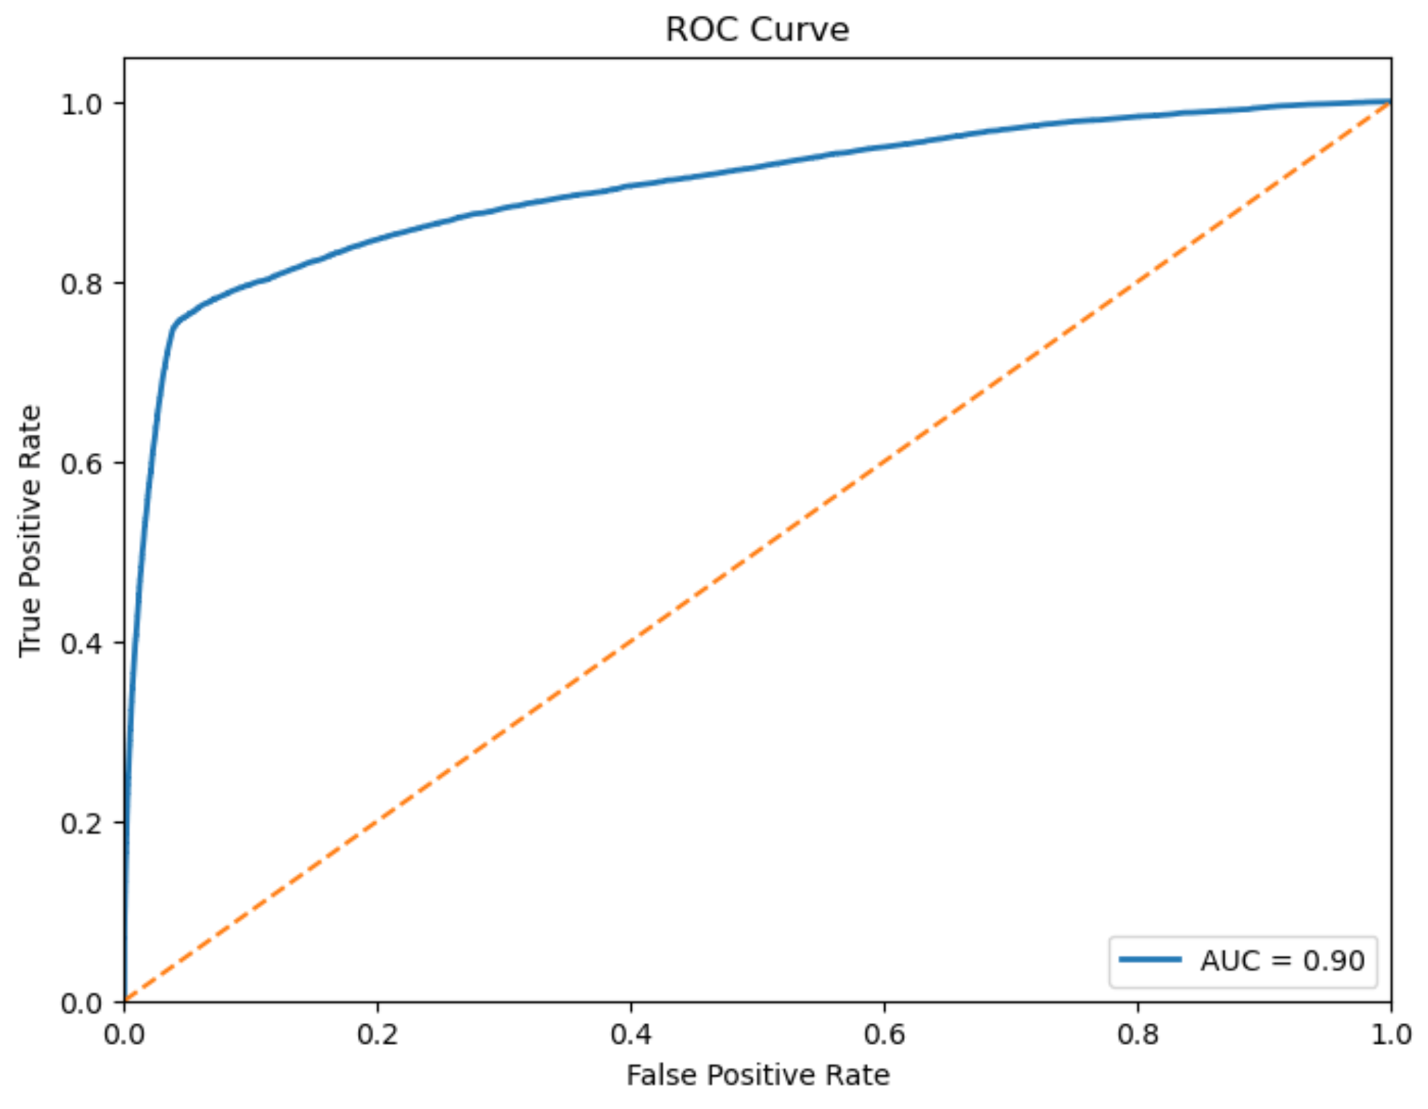 ROC Curve
1.0
0.8
0.6
0.4
0.2
0.0
True Positive Rate
AUC = 0.90
0.0 0.2 0.4 0.6 0.8 1.0
False Positive Rate